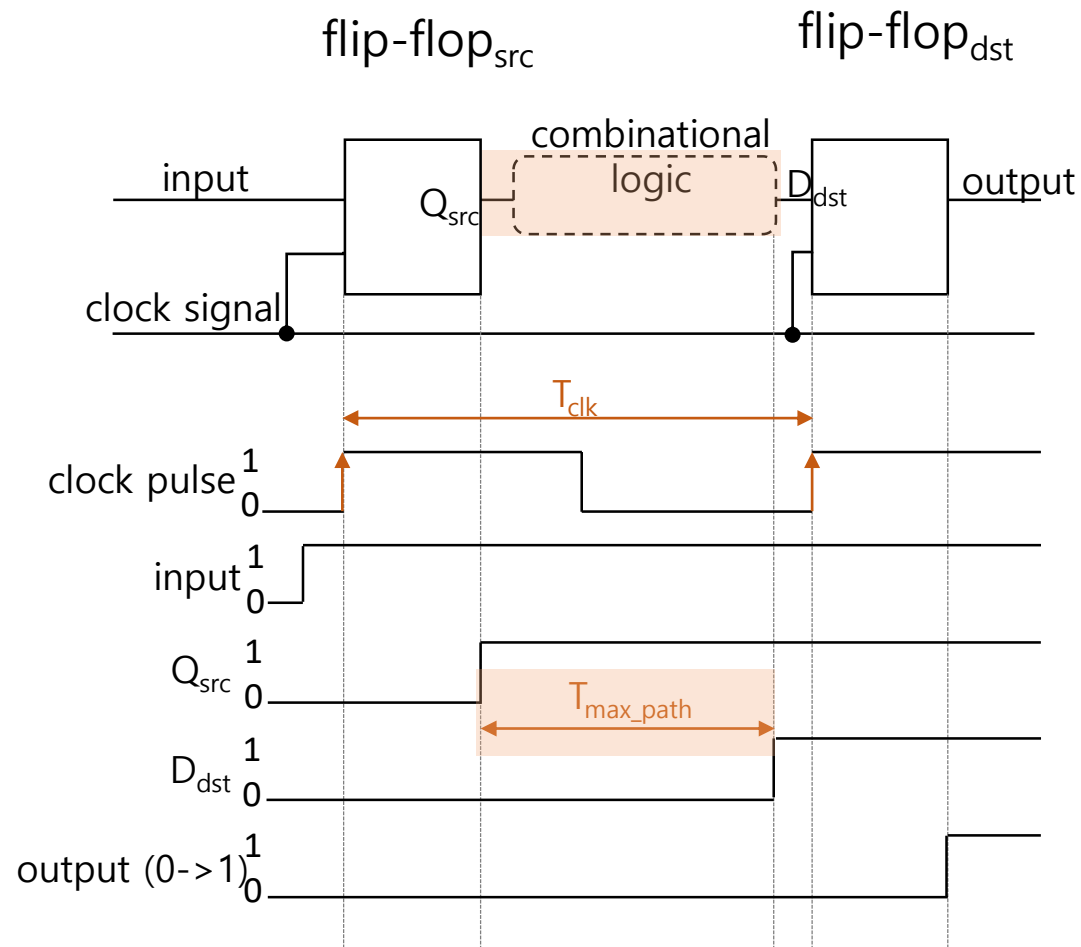 flip-flopsrc
flip-flopdst
combinational
logic
input
Qsrc
Ddst
output
clock signal
Tclk
clock pulse
1
0
input
1
0
Qsrc
1
0
Tmax_path
Ddst
1
0
output (0->1)
1
0